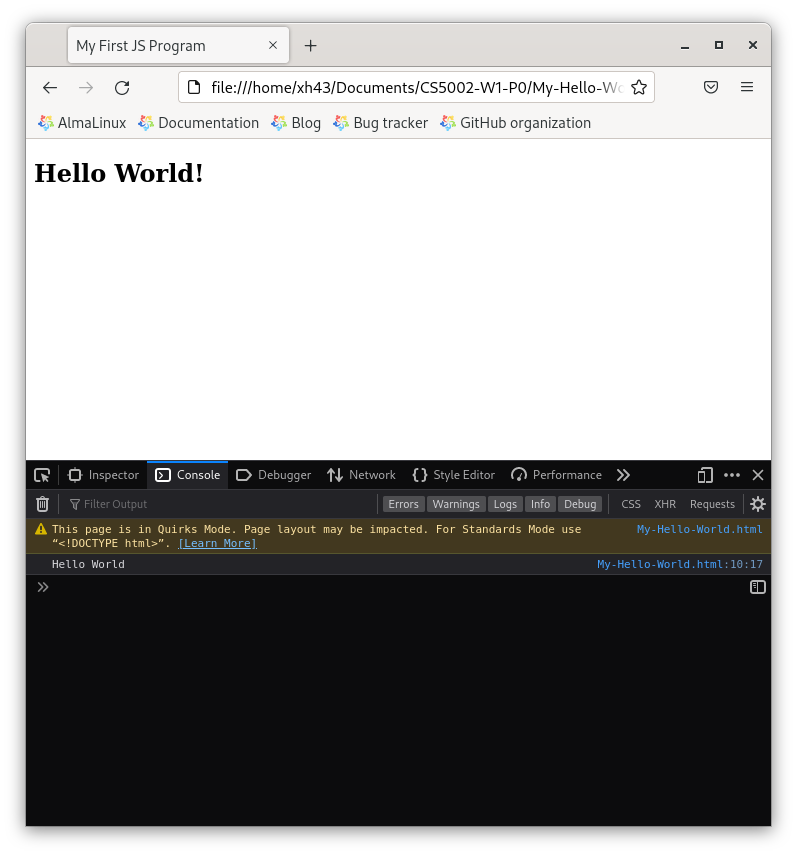 My First JS Program
file:///home/xh43/Documents/CS5002-W1-P0/My-Hello-Wo
AlmaLinux Documentation Blog Bug tracker GitHub organization
Hello World!
Inspector Console Debugger Network Style Editor Performance
Filter Output Errors Warnings Logs Info Debug CSS XHR Requests
This page is in Quirks Mode. Page layout may be impacted. For Standards Mode use My-Hello-World.html
“<!DOCTYPE html>”. [Learn More]
Hello World My-Hello-World.html:10:17